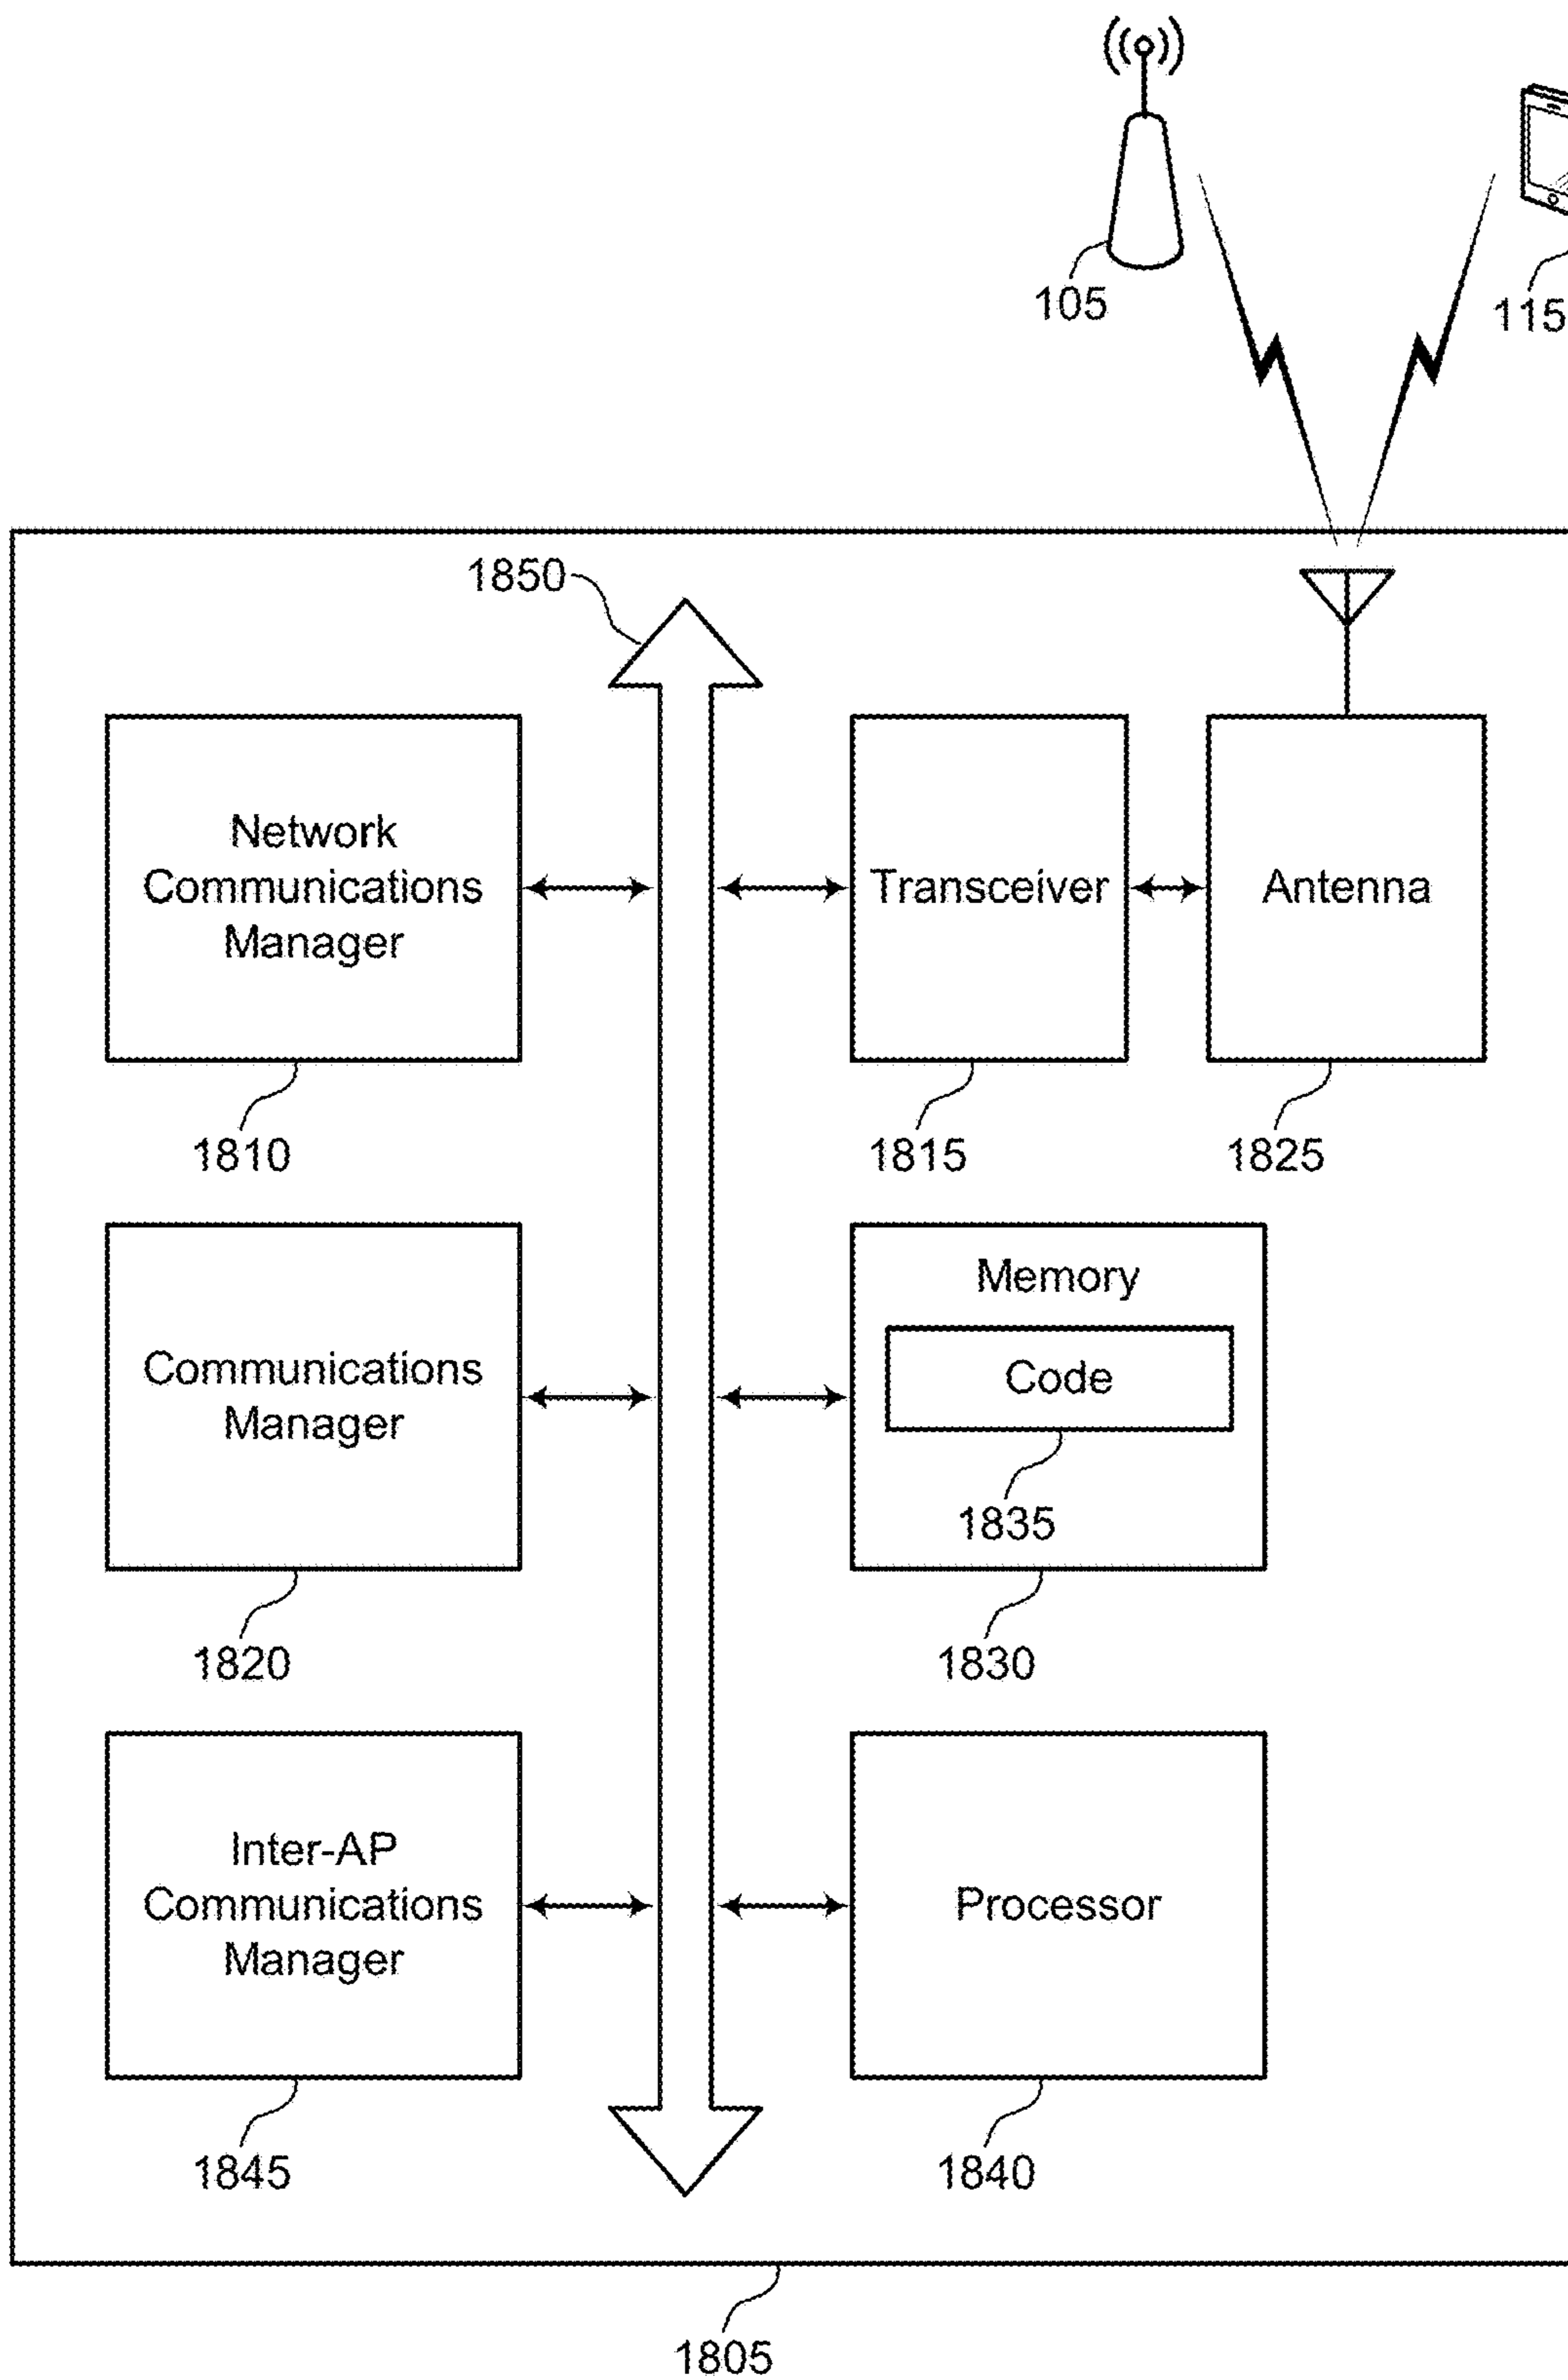 105
115
1850
Network
Communications
Manager
Transceiver
Antenna
1810
1815
1825
Communications
Manager
Memory
Code
1835
1820
1830
Inter-AP
Communications
Manager
Processor
1845
1840
1805